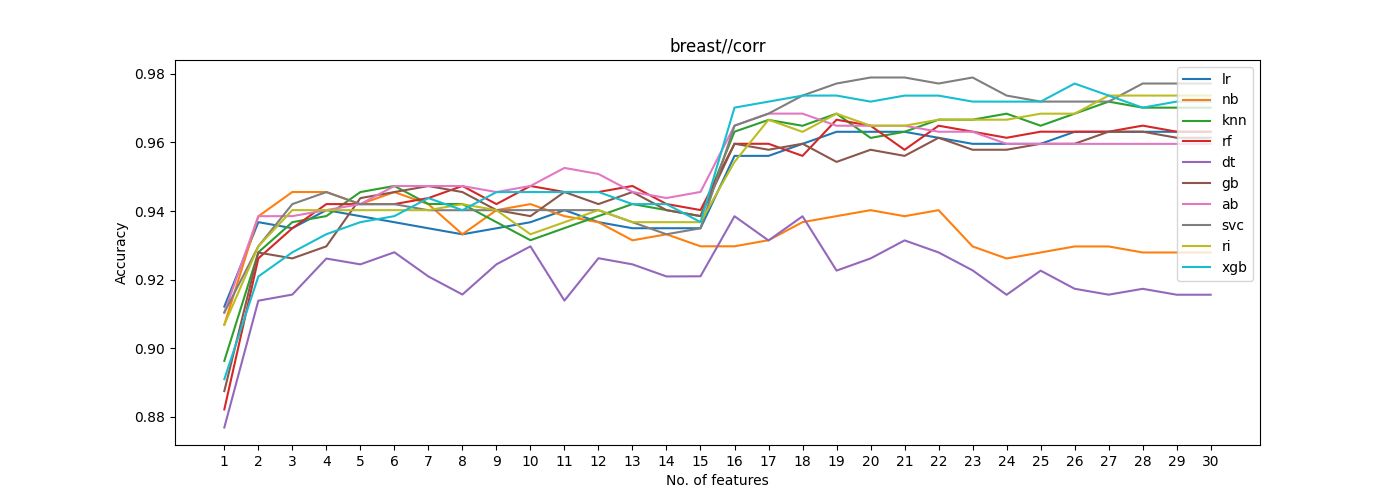 breast//corr
Accuracy
0.98
0.96
0.94
0.92
0.90
0.88
lr
nb
knn
rf
dt
gb
ab
svc
ri
xgb
1 2 3 4 5 6 7 8 9 10 11 12 13 14 15 16 17 18 19 20 21 22 23 24 25 26 27 28 29 30
No. of features